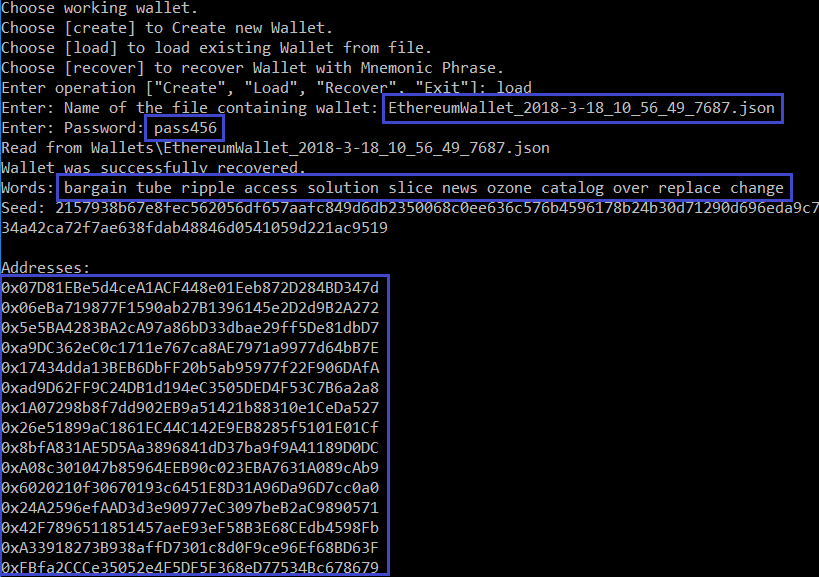 Choose working wallet.
Choose [create] to Create new Wallet.
Choose [load] to load existing Wallet from file.
Choose [recover] to recover Wallet with Mnemonic Phrase.
Enter operation ["Create", "Load", "Recover", "Exit"]: load
Enter: Name of the file containing wallet: EthereumWallet_2018-3-18_10_56_49_7687.json
Enter: Password: pass456
Read from Wallets\EthereumWallet_2018-3-18_10_56_49_7687.json
Wallet was successfully recovered.
Words: bargain tube ripple access solution slice news ozone catalog over replace change
Seed: 2157938b67e8fec562056df657aafc849d6db2350068c0ee636c576b4596178b24b30d71290d696eda9c7
34a42ca72f7ae638fdab48846d0541059d221ac9519
Addresses:
0x07D81EBe5d4ceA1ACF448e01Eeb872D284BD347d
0x06eBa719877F1590ab27B1396145e2D2d9B2A272
0x5e5BA4283BA2cA97a86bD33dbae29ff5De81dbD7
0xa9DC362eC0c1711e767ca8AE7971a9977d64bB7E
0x17434dda13BEB6DbFF20b5ab95977f22F906DAfA
0xad9D62FF9C24DB1d194eC3505DED4F53C7B6a2a8
0x1A07298b8f7dd902EB9a51421b88310e1CeDa527
0x26e51899aC1861EC44C142E9EB8285f5101E01Cf
0x8bfA831AE5D5Aa3896841dD37ba9f9A41189D0DC
0xA08c301047b85964EEB90c023EBA7631A089cAb9
0x6020210f30670193c6451E8D31A96Da96D7cc0a0
0x24A2596efAAD3d3e90977eC3097beB2aC9890571
0x42F7896511851457aeE93eF58B3E68CEdb4598Fb
0xA33918273B938affD7301c8d0F9ce96Ef68BD63F
0xFBfa2CCCe35052e4F5DF5F368eD77534Bc678679